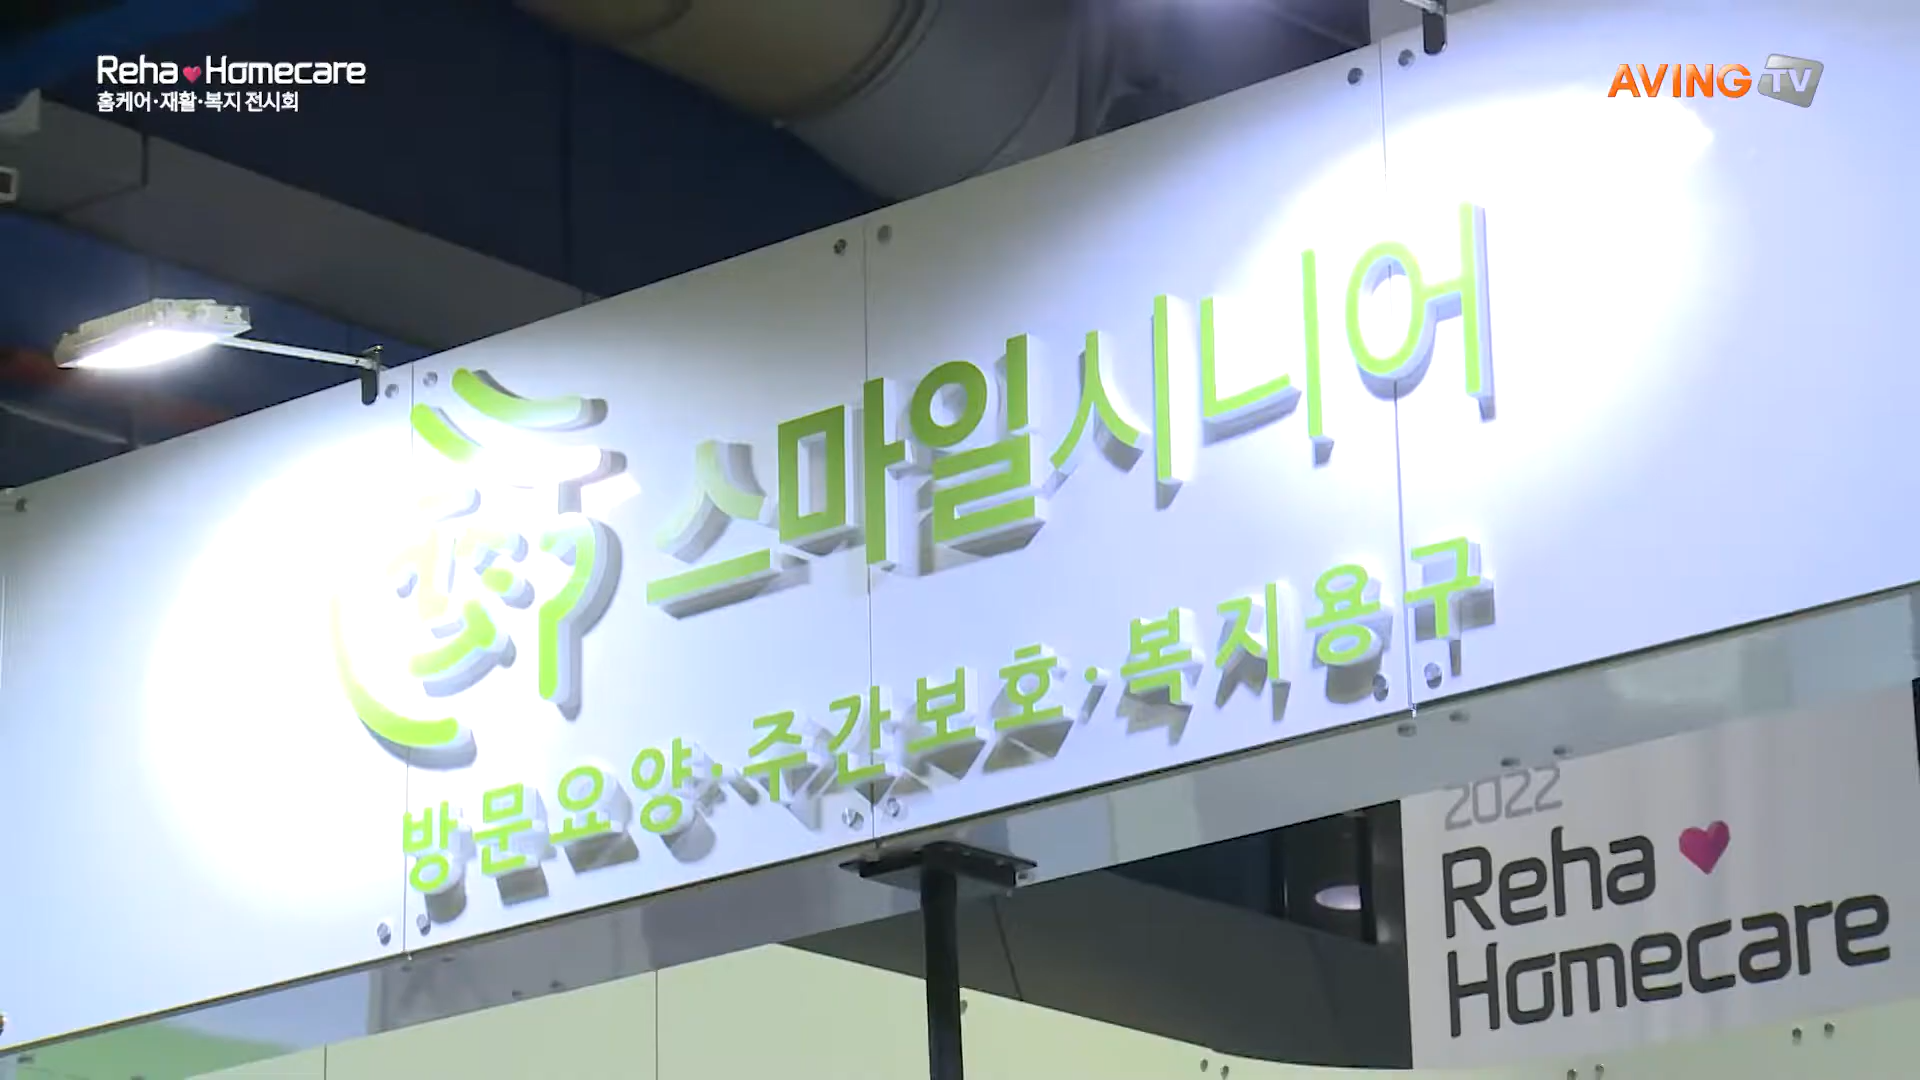 Reha Homecare
홈케어·재활·복지 전시회
AVING TV
스마일시니어
방문요양·주간보호·복지용구
2022
Reha
Homecare